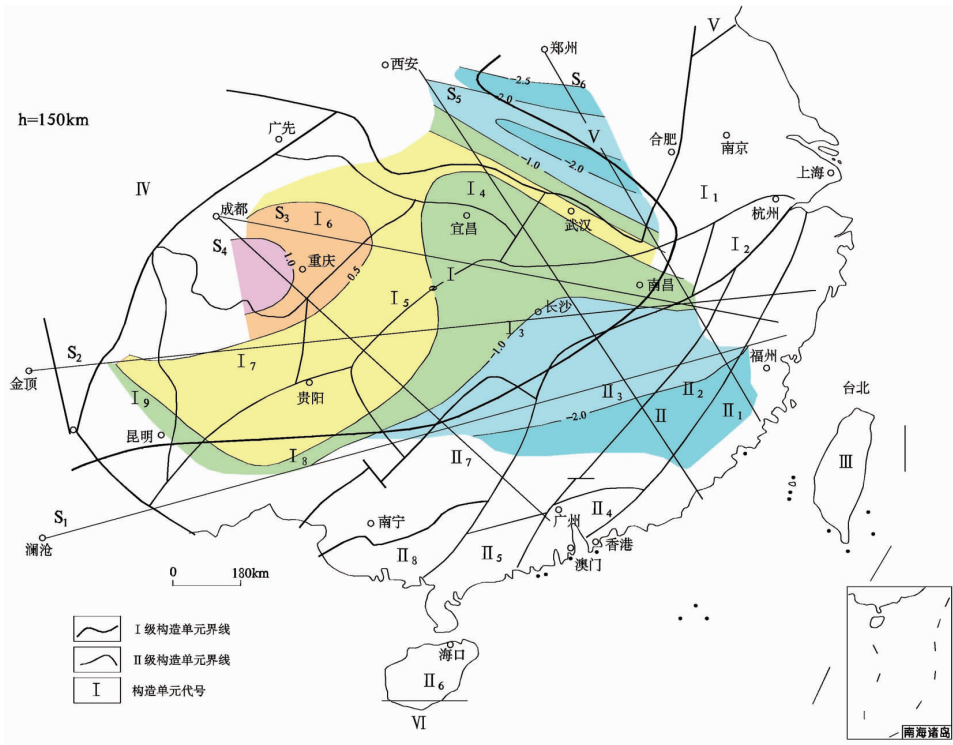 V
郑州
西安
-2.5
S₆
-2.0
S₅
h=150km
广先
V
合肥
南京
-1.0
-2.0
上海
Ⅳ
Ⅰ₄
Ⅰ₁
杭州
成都
S₃
Ⅰ₆
宜昌
武汉
Ⅰ₂
S₄
1.0
重庆
0.5
Ⅰ
南昌
Ⅰ₅
长沙
Ⅰ₃
S₂
Ⅰ₇
-1.0
福州
金顶
贵阳
台北
Ⅰ₉
Ⅱ₃
Ⅱ₂
Ⅱ
Ⅱ₁
-2.0
昆明
Ⅰ₈
Ⅱ₇
Ⅲ
S₁
南宁
广州
Ⅱ₄
澜沧
Ⅱ₈
Ⅱ₅
香港
澳门
0 180km
Ⅰ级构造单元界线
Ⅱ级构造单元界线
Ⅰ 构造单元代号
海口
Ⅱ₆
Ⅵ
南海诸岛